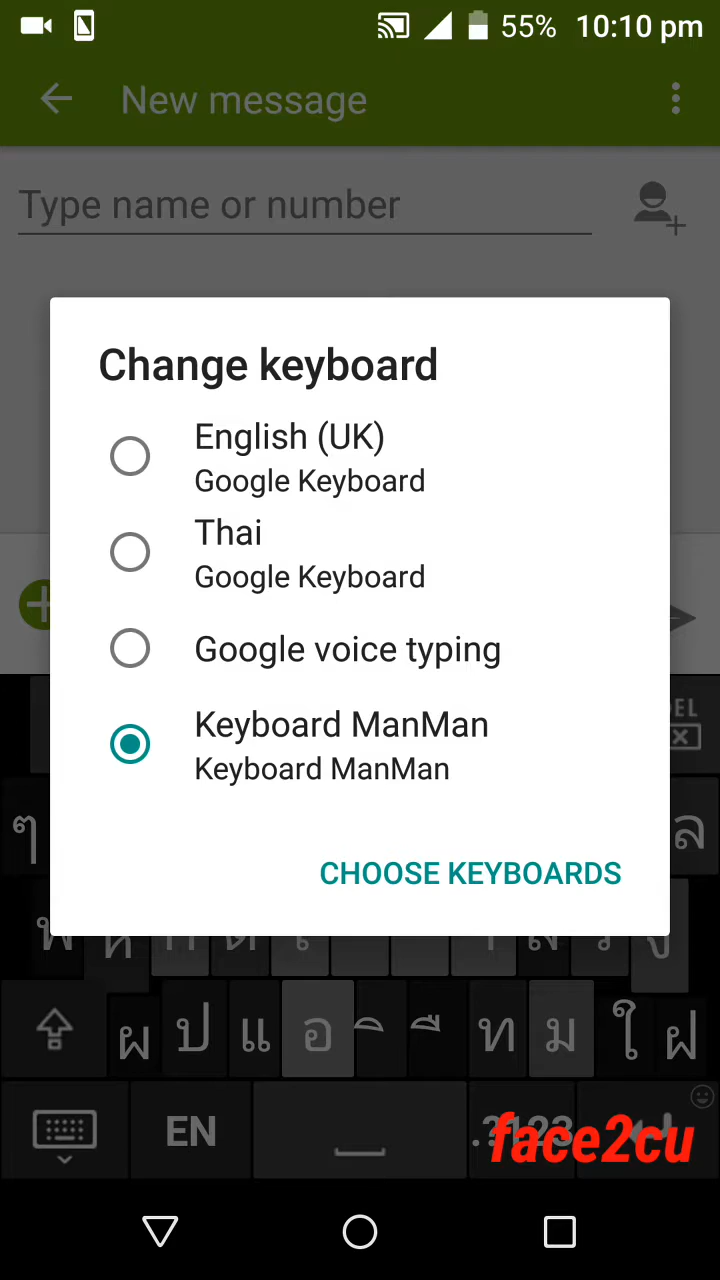 55% 10:10 pm
New message
Type name or number
Change keyboard
English (UK)
Google Keyboard
Thai
Google Keyboard
Google voice typing
Keyboard ManMan
Keyboard ManMan
CHOOSE KEYBOARDS
ๆ ล
ผ ป แ อ ท ม ใ ฝ
EN .?123
face2cu